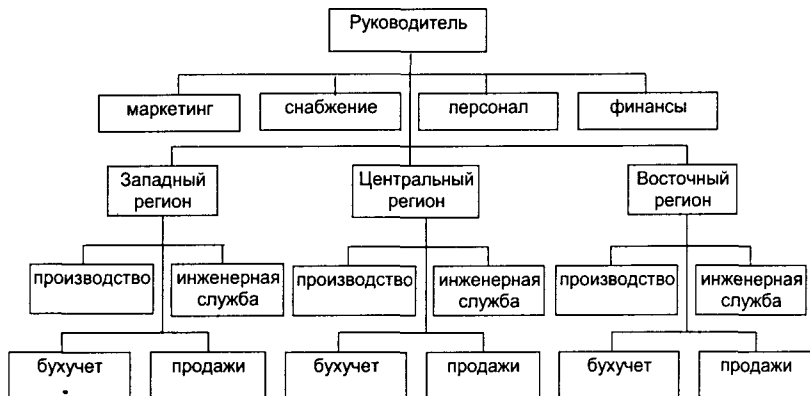 Руководитель
маркетинг
снабжение
персонал
финансы
Западный
регион
Центральный
регион
Восточный
регион
производство
инженерная
служба
производство
инженерная
служба
производство
инженерная
служба
бухучет
продажи
бухучет
продажи
бухучет
продажи